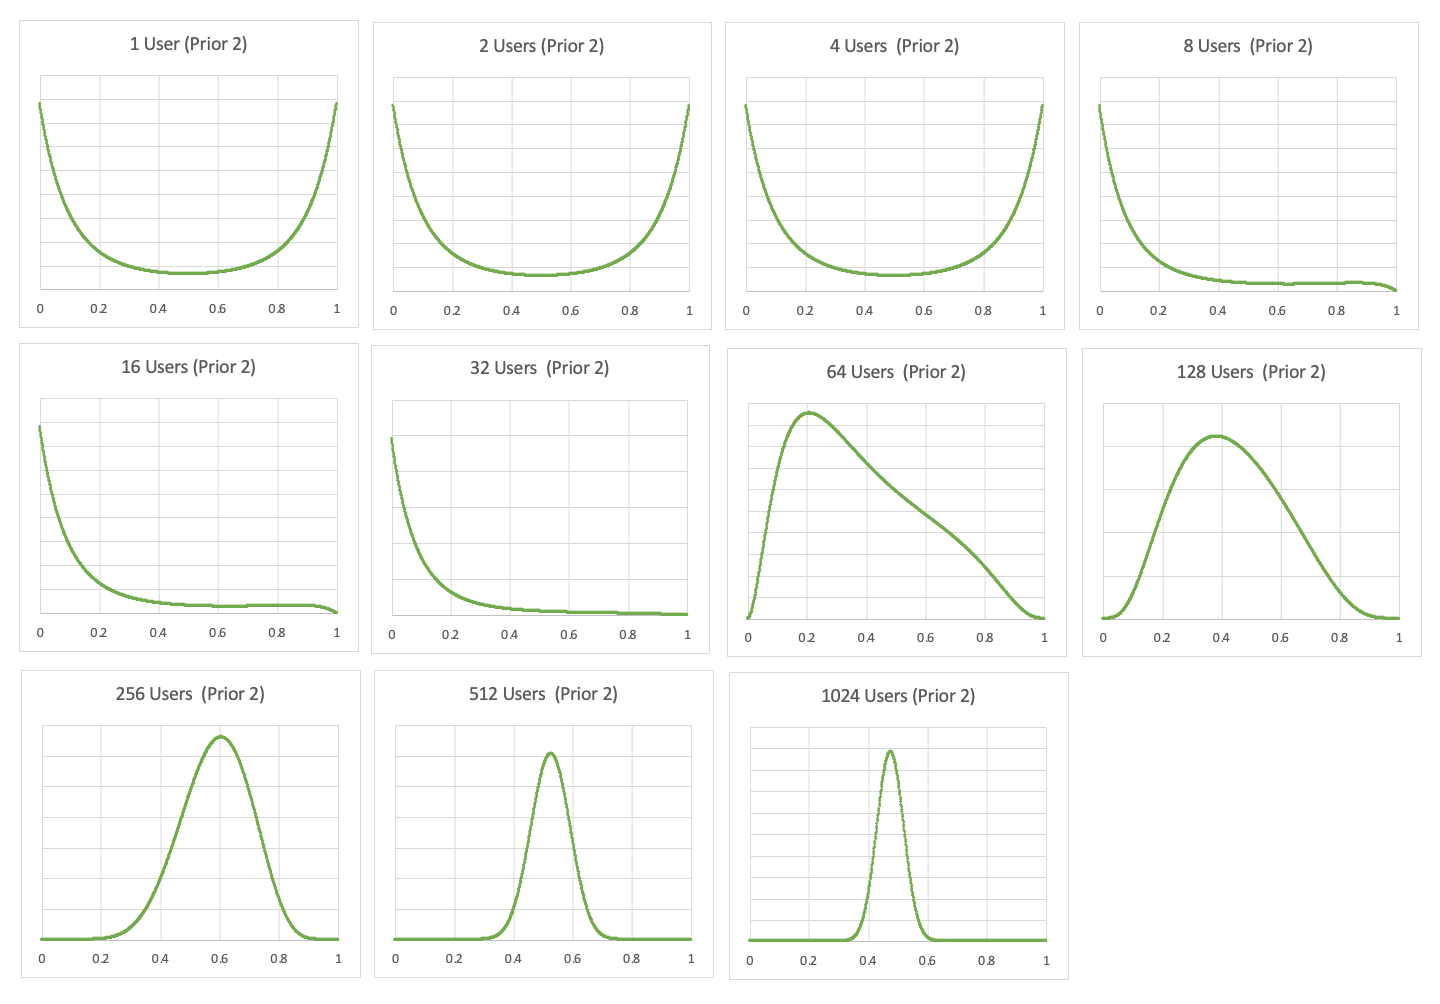 1 User (Prior 2)
0 0.2 0.4 0.6 0.8 1
2 Users (Prior 2)
0 0.2 0.4 0.6 0.8 1
4 Users (Prior 2)
0 0.2 0.4 0.6 0.8 1
8 Users (Prior 2)
0 0.2 0.4 0.6 0.8 1
16 Users (Prior 2)
0 0.2 0.4 0.6 0.8 1
32 Users (Prior 2)
0 0.2 0.4 0.6 0.8 1
64 Users (Prior 2)
0 0.2 0.4 0.6 0.8 1
128 Users (Prior 2)
0 0.2 0.4 0.6 0.8 1
256 Users (Prior 2)
0 0.2 0.4 0.6 0.8 1
512 Users (Prior 2)
0 0.2 0.4 0.6 0.8 1
1024 Users (Prior 2)
0 0.2 0.4 0.6 0.8 1